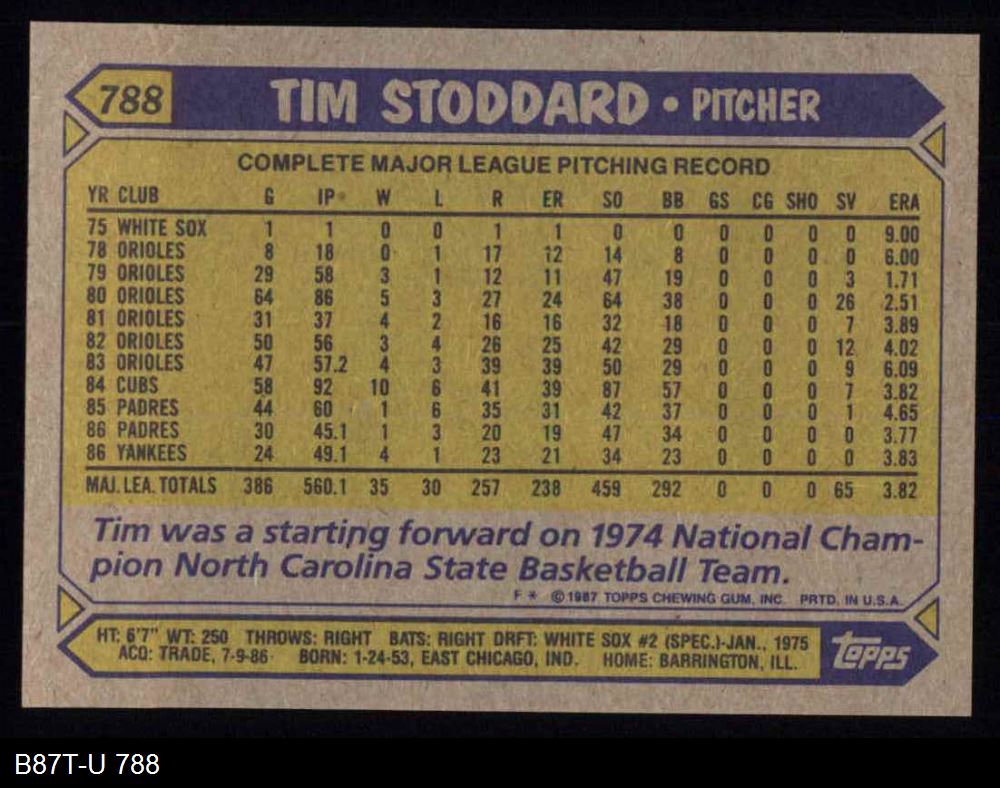 788 TIM STODDARD • PITCHER
COMPLETE MAJOR LEAGUE PITCHING RECORD
YR CLUB G IP W L R ER SO BB GS CG SHO SV ERA
75 WHITE SOX 1 1 0 0 1 1 0 0 0 0 0 0 9.00
78 ORIOLES 8 18 0 1 17 12 14 8 0 0 0 0 6.00
79 ORIOLES 29 58 3 1 12 11 47 19 0 0 0 3 1.71
80 ORIOLES 64 86 5 3 27 24 64 38 0 0 0 26 2.51
81 ORIOLES 31 37 4 2 16 16 32 18 0 0 0 7 3.89
82 ORIOLES 50 56 3 4 26 25 42 29 0 0 0 12 4.02
83 ORIOLES 47 57.2 4 3 39 39 50 29 0 0 0 9 6.09
84 CUBS 58 92 10 6 41 39 87 57 0 0 0 7 3.82
85 PADRES 44 60 1 6 35 31 42 37 0 0 0 1 4.65
86 PADRES 30 45.1 1 3 20 19 47 34 0 0 0 0 3.77
86 YANKEES 24 49.1 4 1 23 21 34 23 0 0 0 0 3.83
MAJ. LEA. TOTALS 386 560.1 35 30 257 238 459 292 0 0 0 65 3.82
Tim was a starting forward on 1974 National Cham-
pion North Carolina State Basketball Team.
F * ©1987 TOPPS CHEWING GUM, INC. PRTD. IN U.S.A.
HT: 6'7" WT: 250 THROWS: RIGHT BATS: RIGHT DRFT: WHITE SOX #2 (SPEC.)-JAN., 1975
ACQ: TRADE, 7-9-86 BORN: 1-24-53, EAST CHICAGO, IND. HOME: BARRINGTON, ILL.
TOPPS
B87T-U 788